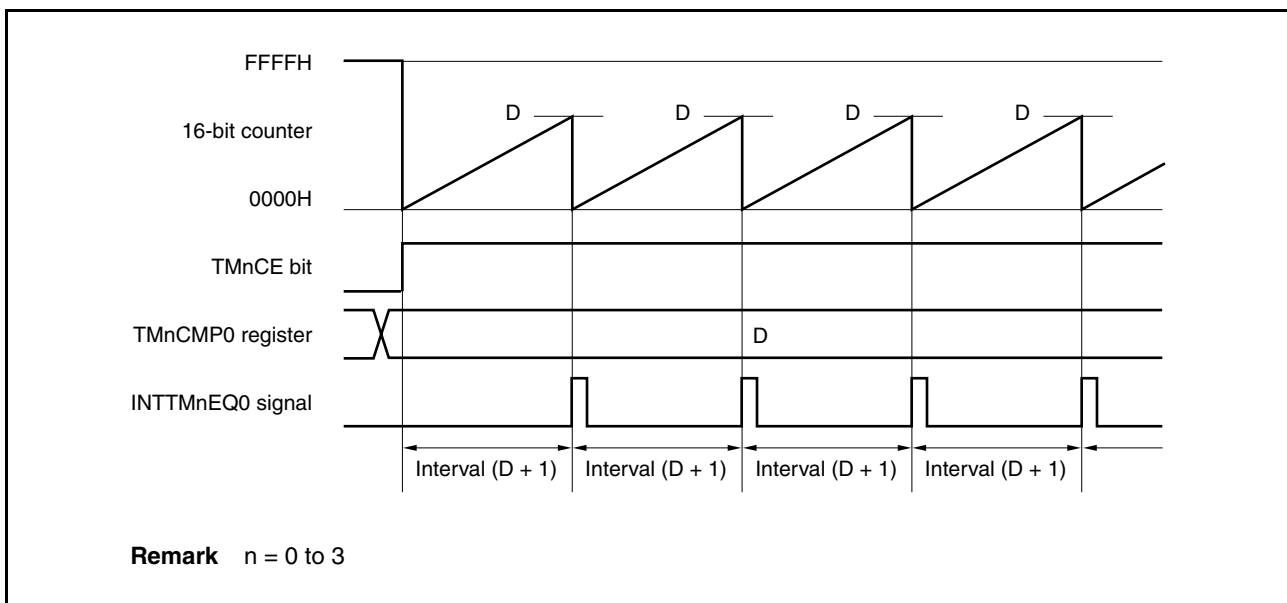 FFFFH
D D D D
16-bit counter
0000H
TMnCE bit
TMnCMP0 register D
INTTMnEQ0 signal
Interval (D + 1) Interval (D + 1) Interval (D + 1) Interval (D + 1)
Remark n = 0 to 3